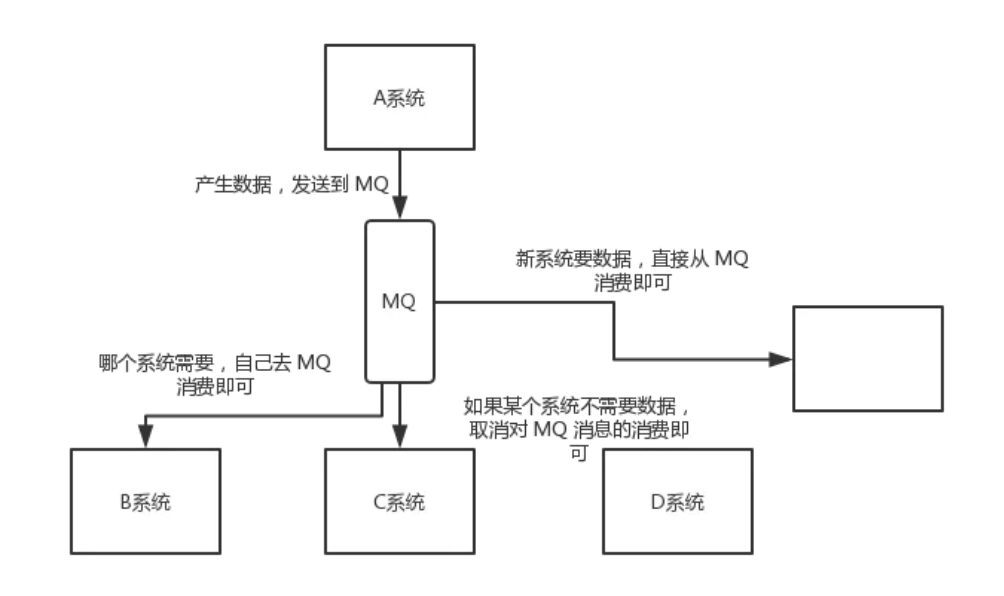 A系统
产生数据，发送到 MQ
MQ
新系统要数据，直接从 MQ
消费即可
哪个系统需要，自己去 MQ
消费即可
如果某个系统不需要数据，
取消对 MQ 消息的消费即
可
B系统
C系统
D系统